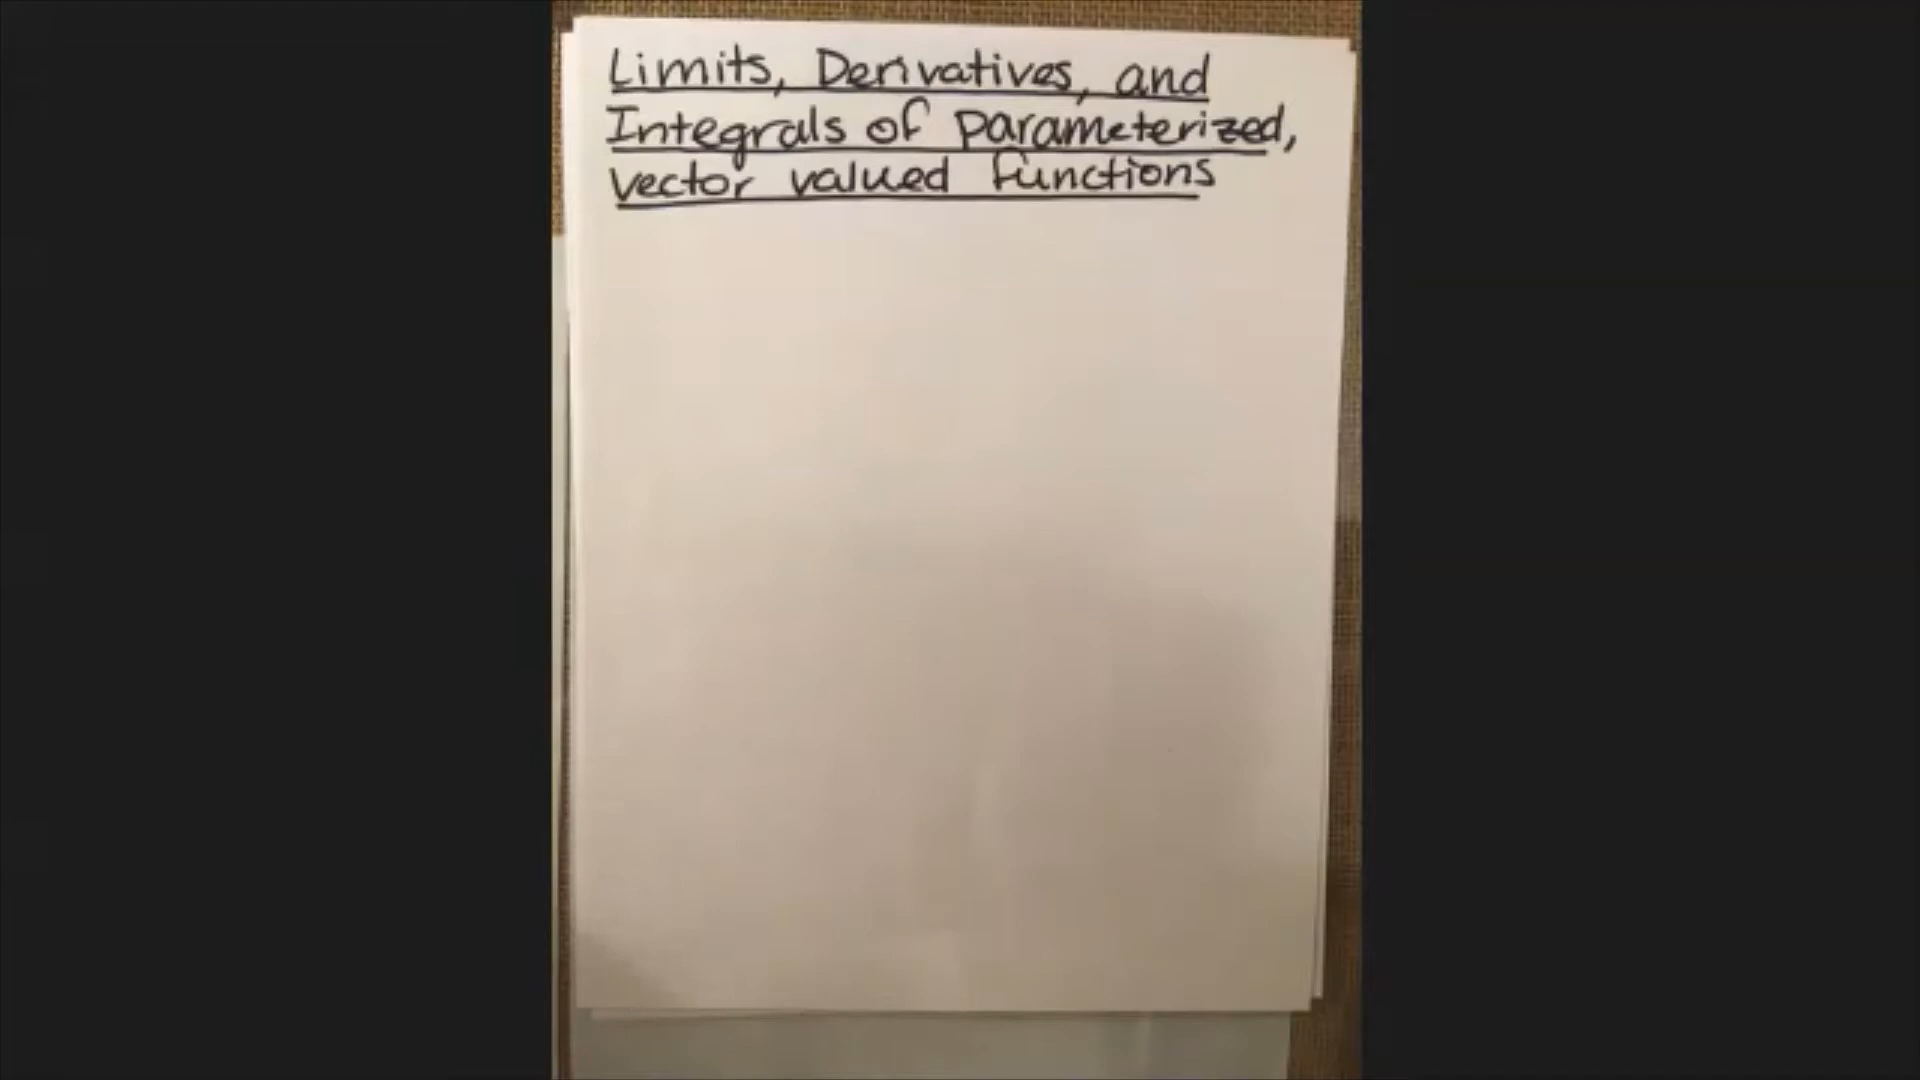 Limits, Derivatives, and
Integrals of parameterized,
vector valued functions